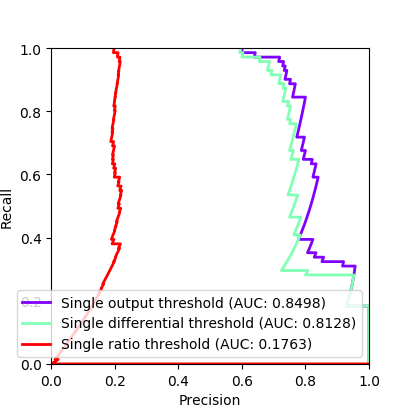 1.0
0.8
0.6
0.4
0.2
0.0
Recall
Single output threshold (AUC: 0.8498)
Single differential threshold (AUC: 0.8128)
Single ratio threshold (AUC: 0.1763)
0.0 0.2 0.4 0.6 0.8 1.0
Precision